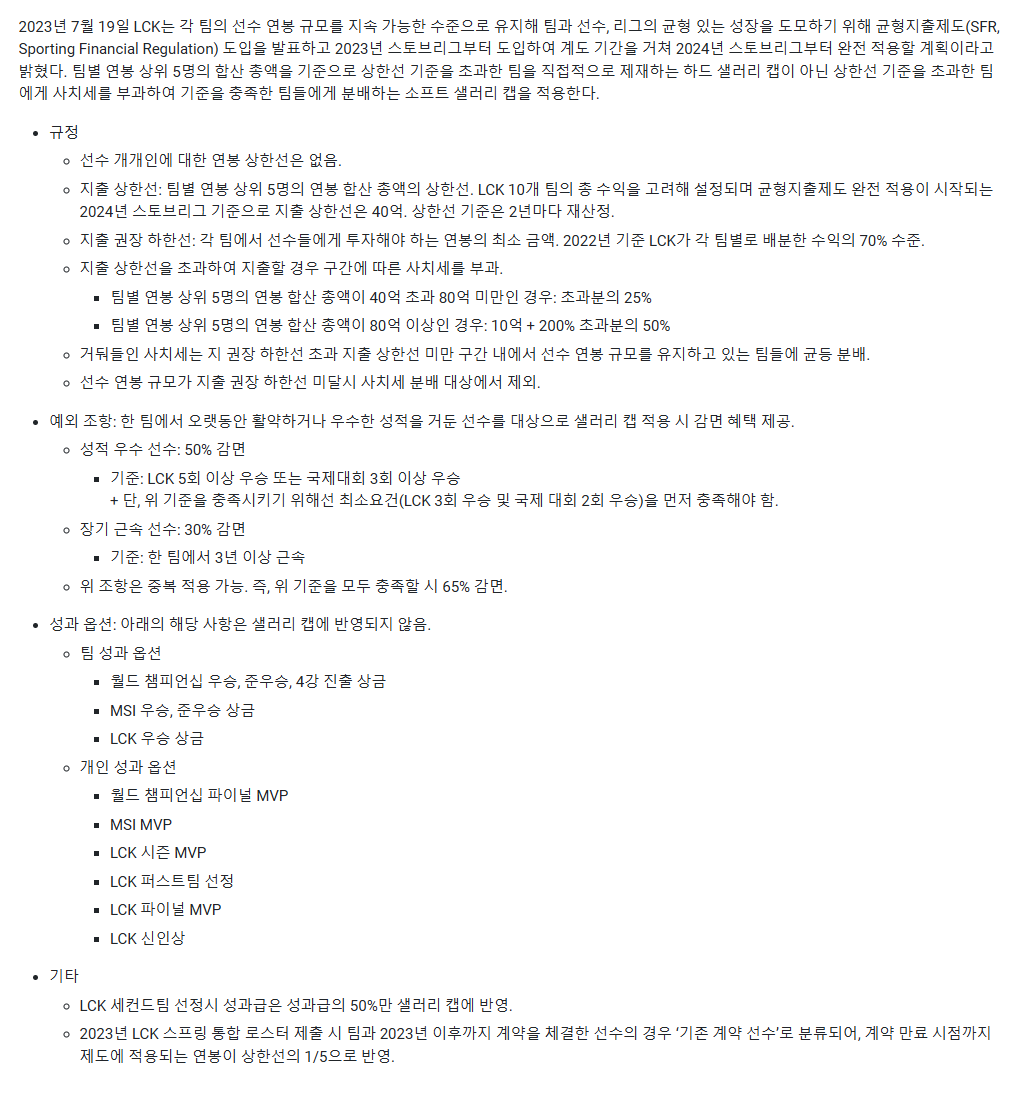 2023년 7월 19일 LCK는 각 팀의 선수 연봉 규모를 지속 가능한 수준으로 유지해 팀과 선수, 리그의 균형 있는 성장을 도모하기 위해 균형지출제도(SFR,
Sporting Financial Regulation) 도입을 발표하고 2023년 스토브리그부터 도입하여 계도 기간을 거쳐 2024년 스토브리그부터 완전 적용할 계획이라고
밝혔다. 팀별 연봉 상위 5명의 합산 총액을 기준으로 상한선 기준을 초과한 팀을 직접적으로 제재하는 하드 샐러리 캡이 아닌 상한선 기준을 초과한 팀
에게 사치세를 부과하여 기준을 충족한 팀들에게 분배하는 소프트 샐러리 캡을 적용한다.
규정
선수 개개인에 대한 연봉 상한선은 없음.
지출 상한선: 팀별 연봉 상위 5명의 연봉 합산 총액의 상한선. LCK 10개 팀의 총 수익을 고려해 설정되며 균형지출제도 완전 적용이 시작되는
2024년 스토브리그 기준으로 지출 상한선은 40억. 상한선 기준은 2년마다 재산정.
지출 권장 하한선: 각 팀에서 선수들에게 투자해야 하는 연봉의 최소 금액. 2022년 기준 LCK가 각 팀별로 배분한 수익의 70% 수준.
지출 상한선을 초과하여 지출할 경우 구간에 따른 사치세를 부과.
팀별 연봉 상위 5명의 연봉 합산 총액이 40억 초과 80억 미만인 경우: 초과분의 25%
팀별 연봉 상위 5명의 연봉 합산 총액이 80억 이상인 경우: 10억 + 200% 초과분의 50%
거둬들인 사치세는 지 권장 하한선 초과 지출 상한선 미만 구간 내에서 선수 연봉 규모를 유지하고 있는 팀들에 균등 분배.
선수 연봉 규모가 지출 권장 하한선 미달시 사치세 분배 대상에서 제외.
예외 조항: 한 팀에서 오랫동안 활약하거나 우수한 성적을 거둔 선수를 대상으로 샐러리 캡 적용 시 감면 혜택 제공.
성적 우수 선수: 50% 감면
기준: LCK 5회 이상 우승 또는 국제대회 3회 이상 우승
+ 단, 위 기준을 충족시키기 위해선 최소요건(LCK 3회 우승 및 국제 대회 2회 우승)을 먼저 충족해야 함.
장기 근속 선수: 30% 감면
기준: 한 팀에서 3년 이상 근속
위 조항은 중복 적용 가능. 즉, 위 기준을 모두 충족할 시 65% 감면.
성과 옵션: 아래의 해당 사항은 샐러리 캡에 반영되지 않음.
팀 성과 옵션
월드 챔피언십 우승, 준우승, 4강 진출 상금
MSI 우승, 준우승 상금
LCK 우승 상금
개인 성과 옵션
월드 챔피언십 파이널 MVP
MSI MVP
LCK 시즌 MVP
LCK 퍼스트팀 선정
LCK 파이널 MVP
LCK 신인상
기타
LCK 세컨드팀 선정시 성과급은 성과급의 50%만 샐러리 캡에 반영.
2023년 LCK 스프링 통합 로스터 제출 시 팀과 2023년 이후까지 계약을 체결한 선수의 경우 ‘기존 계약 선수’로 분류되어, 계약 만료 시점까지
제도에 적용되는 연봉이 상한선의 1/5으로 반영.